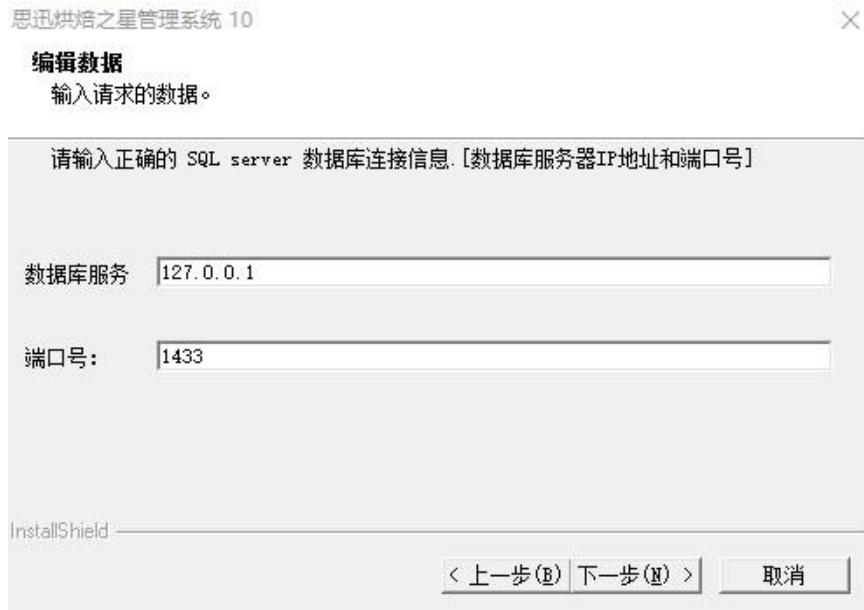 思迅烘焙之星管理系统 10
编辑数据
输入请求的数据。
请输入正确的 SQL server 数据库连接信息.[数据库服务器IP地址和端口号]
数据库服务 127.0.0.1
端口号: 1433
InstallShield
< 上一步(B) 下一步(N) > 取消